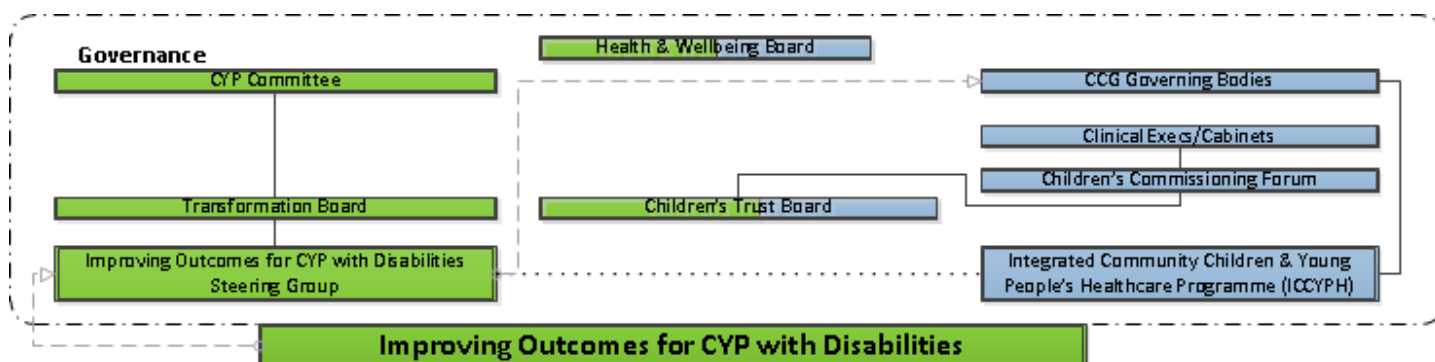 Governance
Health & Wellbeing Board
CYP Committee
CCG Governing Bodies
Clinical Execs/Cabinets
Children's Commissioning Forum
Transformation Board
Children's Trust Board
Improving Outcomes for CYP with Disabilities
Steering Group
Integrated Community Children & Young
People's Healthcare Programme (ICCYPH)
Improving Outcomes for CYP with Disabilities